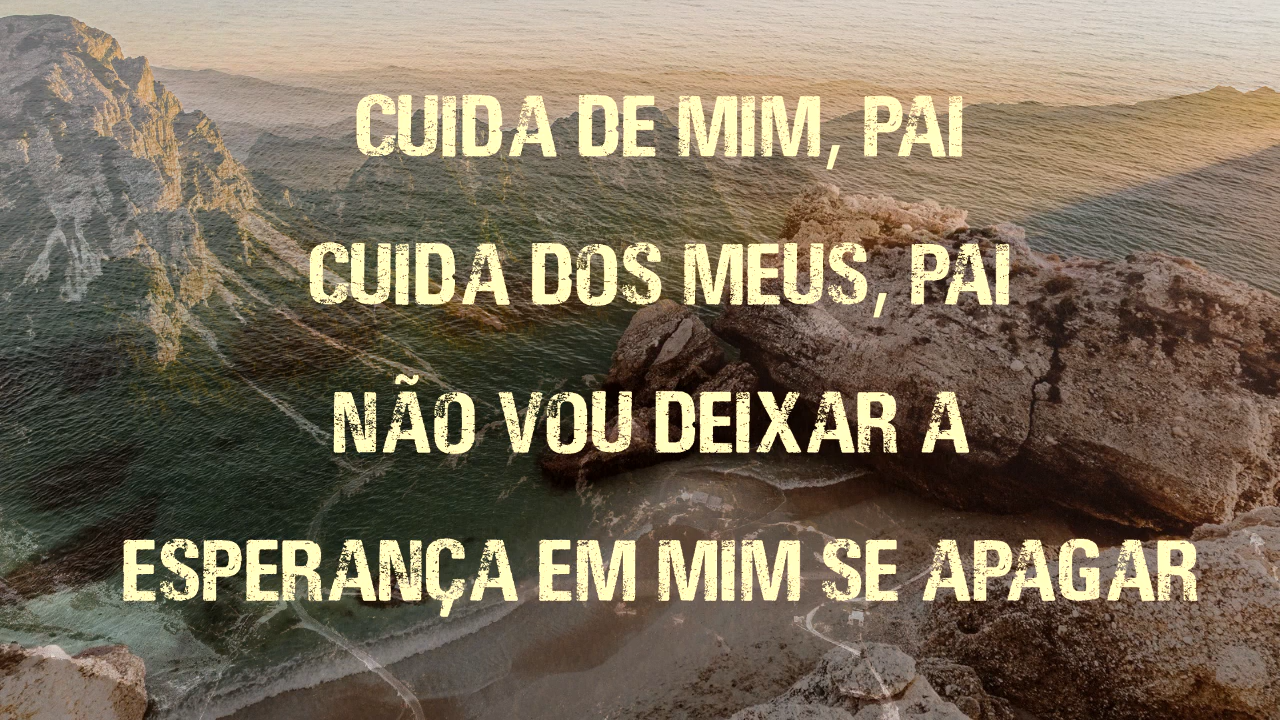 CUIDA DE MIM, PAI
CUIDA DOS MEUS, PAI
NÃO VOU DEIXAR A
ESPERANÇA EM MIM SE APAGAR